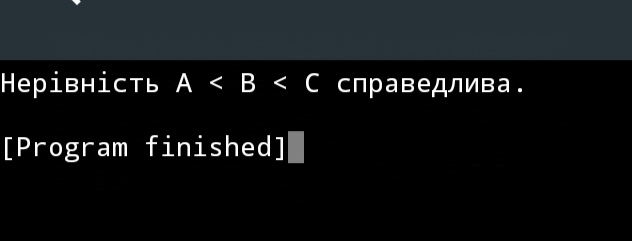 Нерівність A < B < C справедлива.
[Program finished]